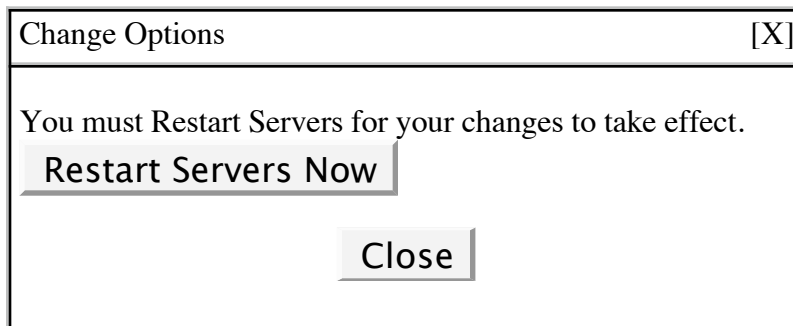 Change Options [X]
You must Restart Servers for your changes to take effect.
Restart Servers Now
Close